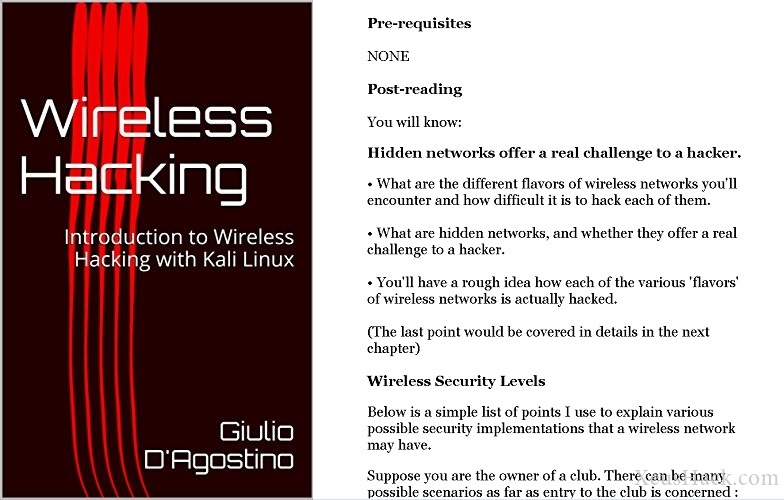 Wireless
Hacking
Introduction to Wireless
Hacking with Kali Linux
Giulio
D'Agostino
Pre-requisites
NONE
Post-reading
You will know:
Hidden networks offer a real challenge to a hacker.
• What are the different flavors of wireless networks you'll
encounter and how difficult it is to hack each of them.
• What are hidden networks, and whether they offer a real
challenge to a hacker.
• You'll have a rough idea how each of the various 'flavors'
of wireless networks is actually hacked.
(The last point would be covered in details in the next
chapter)
Wireless Security Levels
Below is a simple list of points I use to explain various
possible security implementations that a wireless network
may have.
Suppose you are the owner of a club. There can be many
possible scenarios as far as entry to the club is concerned :
XeusHack.com